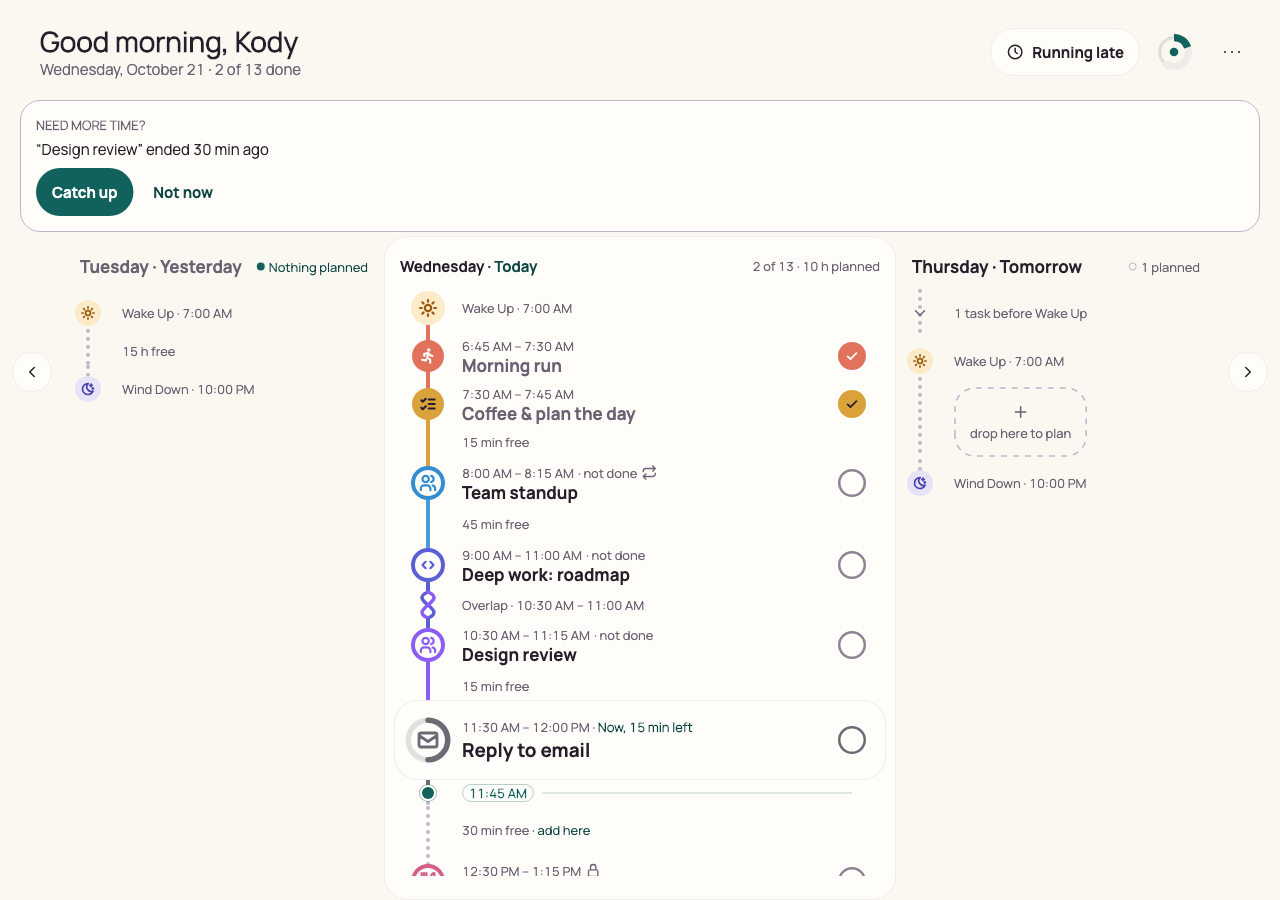 Good morning, Kody
Wednesday, October 21 · 2 of 13 done
Running late
NEED MORE TIME?
“Design review” ended 30 min ago
Catch up
Not now
Tuesday · Yesterday
Nothing planned
Wake Up · 7:00 AM
15 h free
Wind Down · 10:00 PM
Wednesday · Today
2 of 13 · 10 h planned
Wake Up · 7:00 AM
6:45 AM – 7:30 AM
Morning run
7:30 AM – 7:45 AM
Coffee & plan the day
15 min free
8:00 AM – 8:15 AM · not done
Team standup
45 min free
9:00 AM – 11:00 AM · not done
Deep work: roadmap
Overlap · 10:30 AM – 11:00 AM
10:30 AM – 11:15 AM · not done
Design review
15 min free
11:30 AM – 12:00 PM · Now, 15 min left
Reply to email
11:45 AM
30 min free · add here
12:30 PM – 1:15 PM
Thursday · Tomorrow
1 planned
1 task before Wake Up
Wake Up · 7:00 AM
drop here to plan
Wind Down · 10:00 PM